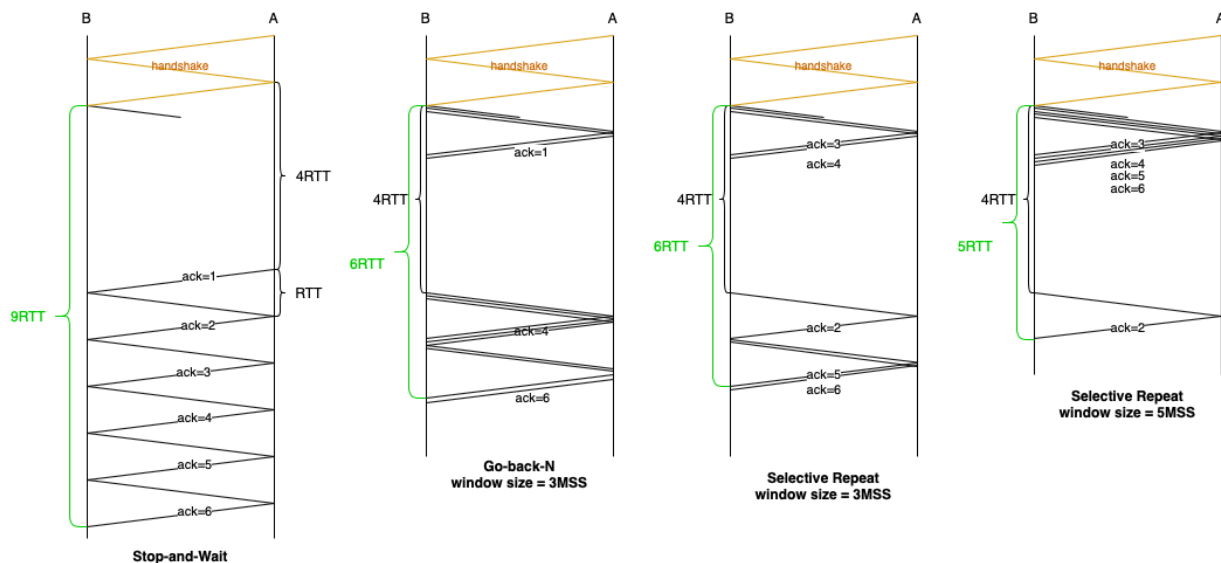 B
A
handshake
4RTT
ack=1
RTT
9RTT
ack=2
ack=3
ack=4
ack=5
ack=6
Stop-and-Wait
B
A
handshake
ack=1
4RTT
6RTT
ack=4
ack=6
Go-back-N
window size = 3MSS
B
A
handshake
ack=3
ack=4
4RTT
6RTT
ack=2
ack=5
ack=6
Selective Repeat
window size = 3MSS
B
A
handshake
ack=3
ack=4
ack=5
ack=6
4RTT
5RTT
ack=2
Selective Repeat
window size = 5MSS